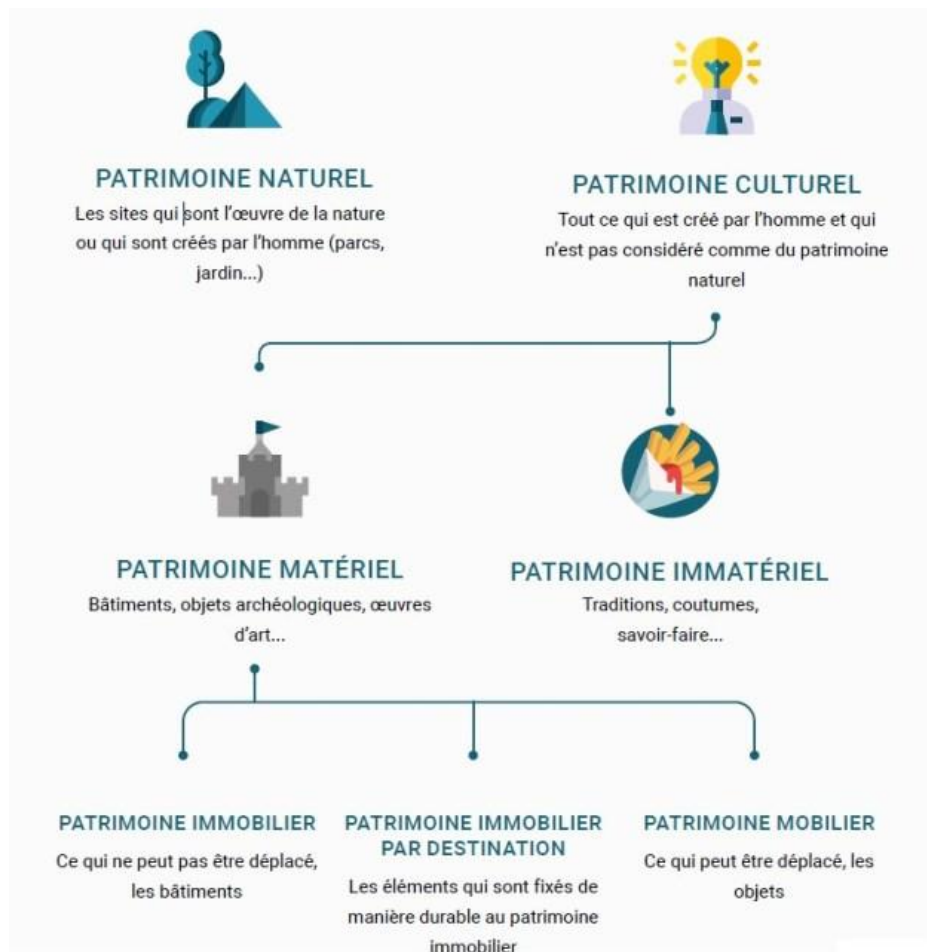 PATRIMOINE NATUREL
Les sites qui sont l'œuvre de la nature
ou qui sont créés par l'homme (parcs,
jardin...)
PATRIMOINE CULTUREL
Tout ce qui est créé par l'homme et qui
n'est pas considéré comme du patrimoine
naturel
PATRIMOINE MATÉRIEL
Bâtiments, objets archéologiques, œuvres
d'art...
PATRIMOINE IMMATÉRIEL
Traditions, coutumes,
savoir-faire...
PATRIMOINE IMMOBILIER
Ce qui ne peut pas être déplacé,
les bâtiments
PATRIMOINE IMMOBILIER
PAR DESTINATION
Les éléments qui sont fixés de
manière durable au patrimoine
immobilier
PATRIMOINE MOBILIER
Ce qui peut être déplacé, les
objets